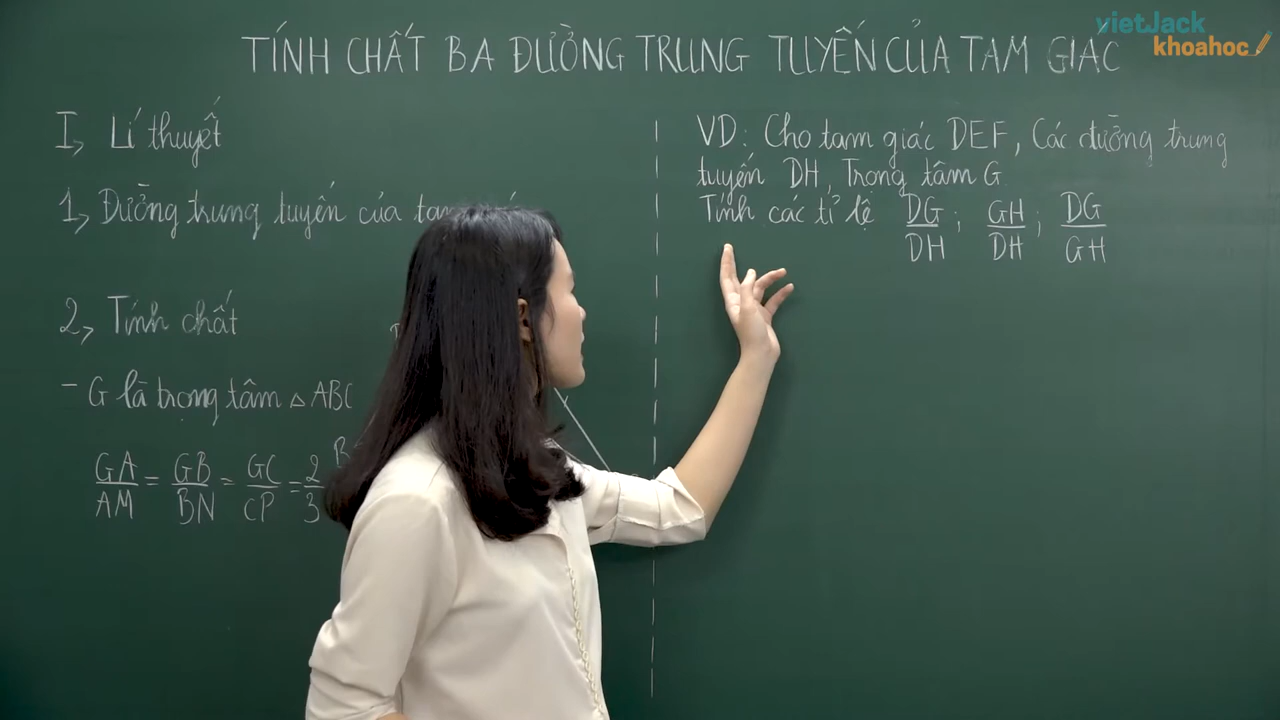 vietJack
khoahoc
TÍNH CHẤT BA ĐƯỜNG TRUNG TUYẾN CỦA TAM GIÁC
I, Lí thuyết
1, Đường trung tuyến của tam
2, Tính chất
- G là trọng tâm △ ABC
GA/AM = GB/BN = GC/CP = 2/3
B
VD: Cho tam giác DEF, Các đường trung
tuyến DH, Trọng tâm G
Tính các tỉ lệ DG/DH ; GH/DH ; DG/GH